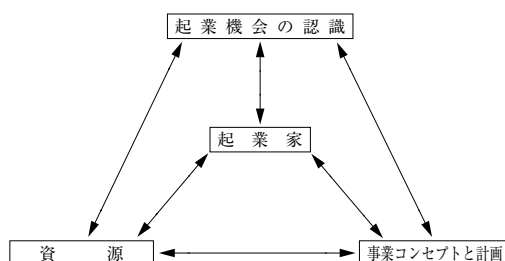 起業機会の認識
起業家
資源
事業コンセプトと計画